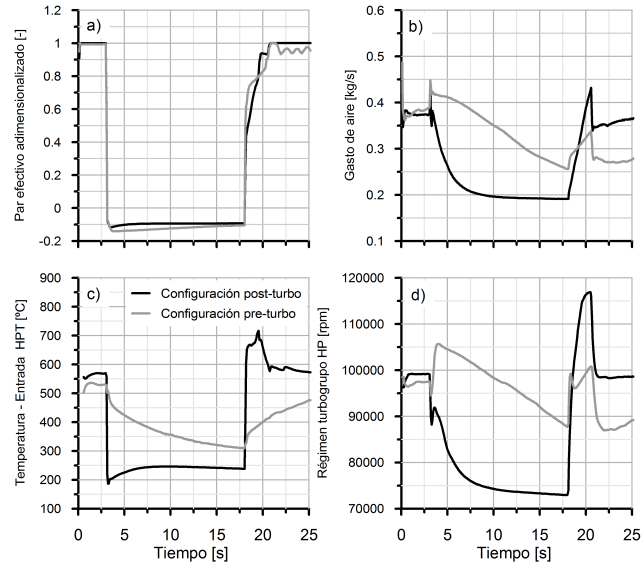 a)
Par efectivo adimensionalizado [-]
1.2
1
0.8
0.6
0.4
0.2
0
-0.2
0 5 10 15 20 25
b)
Gasto de aire [kg/s]
0.6
0.5
0.4
0.3
0.2
0.1
0 5 10 15 20 25
c)
Configuración post-turbo
Configuración pre-turbo
Temperatura - Entrada HPT [ºC]
900
800
700
600
500
400
300
200
100
0 5 10 15 20 25
Tiempo [s]
d)
Régimen turbogrupo HP [rpm]
120000
110000
100000
90000
80000
70000
0 5 10 15 20 25
Tiempo [s]